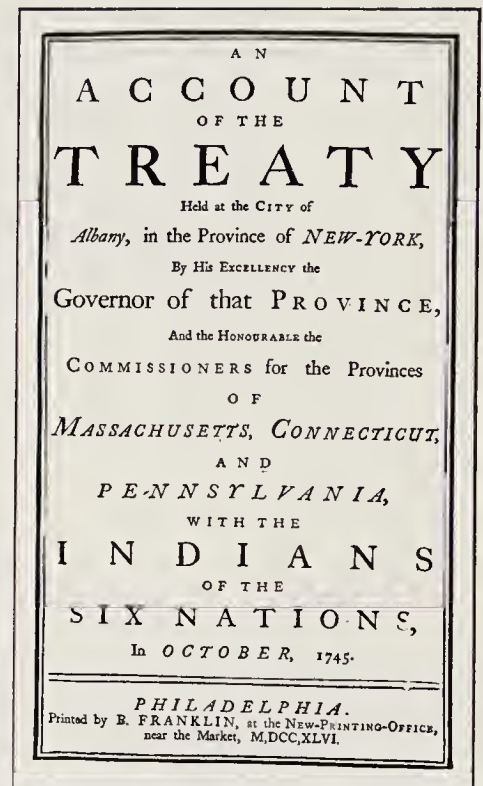 AN
ACCOUNT
OF THE
TREATY
Held at the CITY of
Albany, in the Province of NEW-YORK,
By His EXCELLENCY the
Governor of that PROVINCE,
And the HONOURABLE the
COMMISSIONERS for the Provinces
OF
MASSACHUSETTS, CONNECTICUT,
AND
PENNSYLVANIA,
WITH THE
INDIANS
OF THE
SIX NATIONS,
In OCTOBER, 1745.
PHILADELPHIA.
Printed by B. FRANKLIN, at the NEW-PRINTING-OFFICE,
near the Market, M,DCC,XLVI.